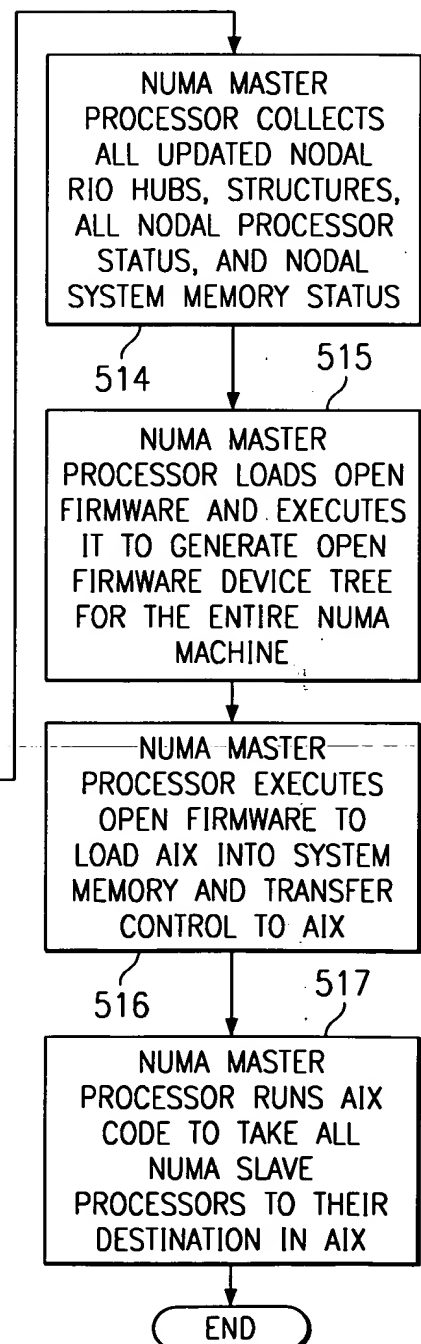 NUMA MASTER
PROCESSOR COLLECTS
ALL UPDATED NODAL
RIO HUBS, STRUCTURES,
ALL NODAL PROCESSOR
STATUS, AND NODAL
SYSTEM MEMORY STATUS
514
515
NUMA MASTER
PROCESSOR LOADS OPEN
FIRMWARE AND EXECUTES
IT TO GENERATE OPEN
FIRMWARE DEVICE TREE
FOR THE ENTIRE NUMA
MACHINE
NUMA MASTER
PROCESSOR EXECUTES
OPEN FIRMWARE TO
LOAD AIX INTO SYSTEM
MEMORY AND TRANSFER
CONTROL TO AIX
516
517
NUMA MASTER
PROCESSOR RUNS AIX
CODE TO TAKE ALL
NUMA SLAVE
PROCESSORS TO THEIR
DESTINATION IN AIX
END